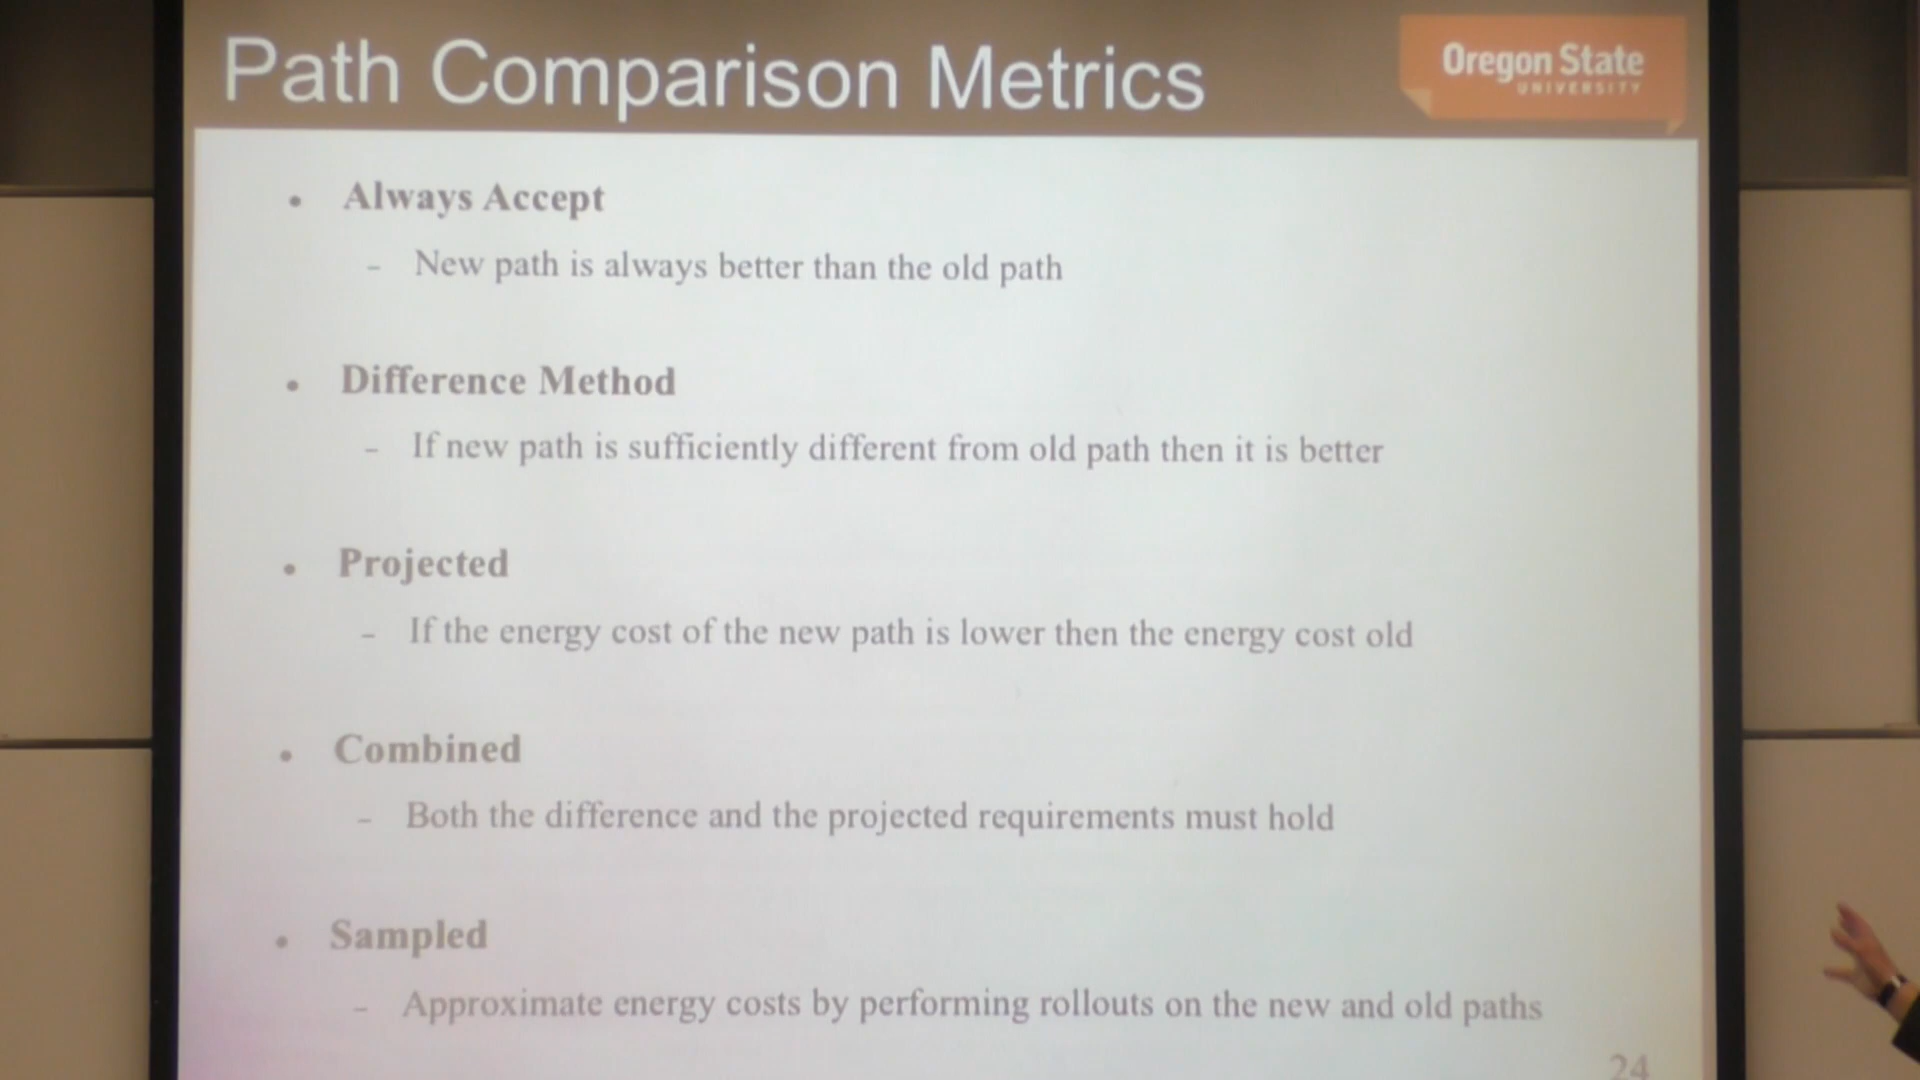 Path Comparison Metrics
Oregon State
UNIVERSITY
• Always Accept
– New path is always better than the old path
• Difference Method
– If new path is sufficiently different from old path then it is better
• Projected
– If the energy cost of the new path is lower then the energy cost old
• Combined
– Both the difference and the projected requirements must hold
• Sampled
– Approximate energy costs by performing rollouts on the new and old paths
24